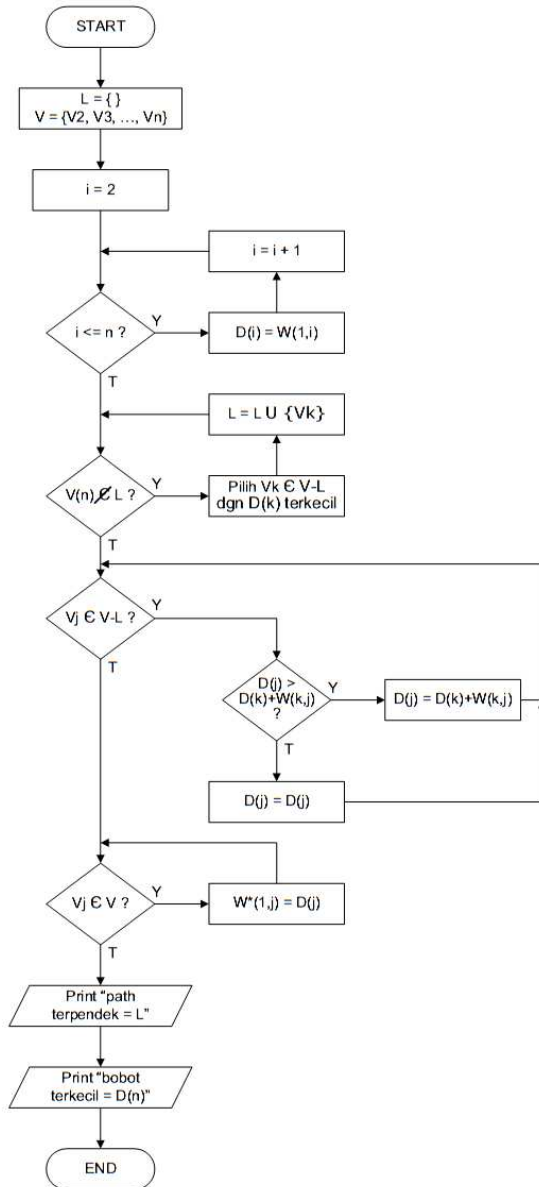 START
L = { }
V = {V2, V3, ..., Vn}
i = 2
i = i + 1
i <= n ?
Y
D(i) = W(1,i)
T
L = L U {Vk}
V(n) ∉ L ?
Y
Pilih Vk Є V-L
dgn D(k) terkecil
T
Vj Є V-L ?
Y
T
D(j) >
D(k)+W(k,j)
?
Y
D(j) = D(k)+W(k,j)
T
D(j) = D(j)
Vj Є V ?
Y
W*(1,j) = D(j)
T
Print “path
terpendek = L”
Print “bobot
terkecil = D(n)”
END